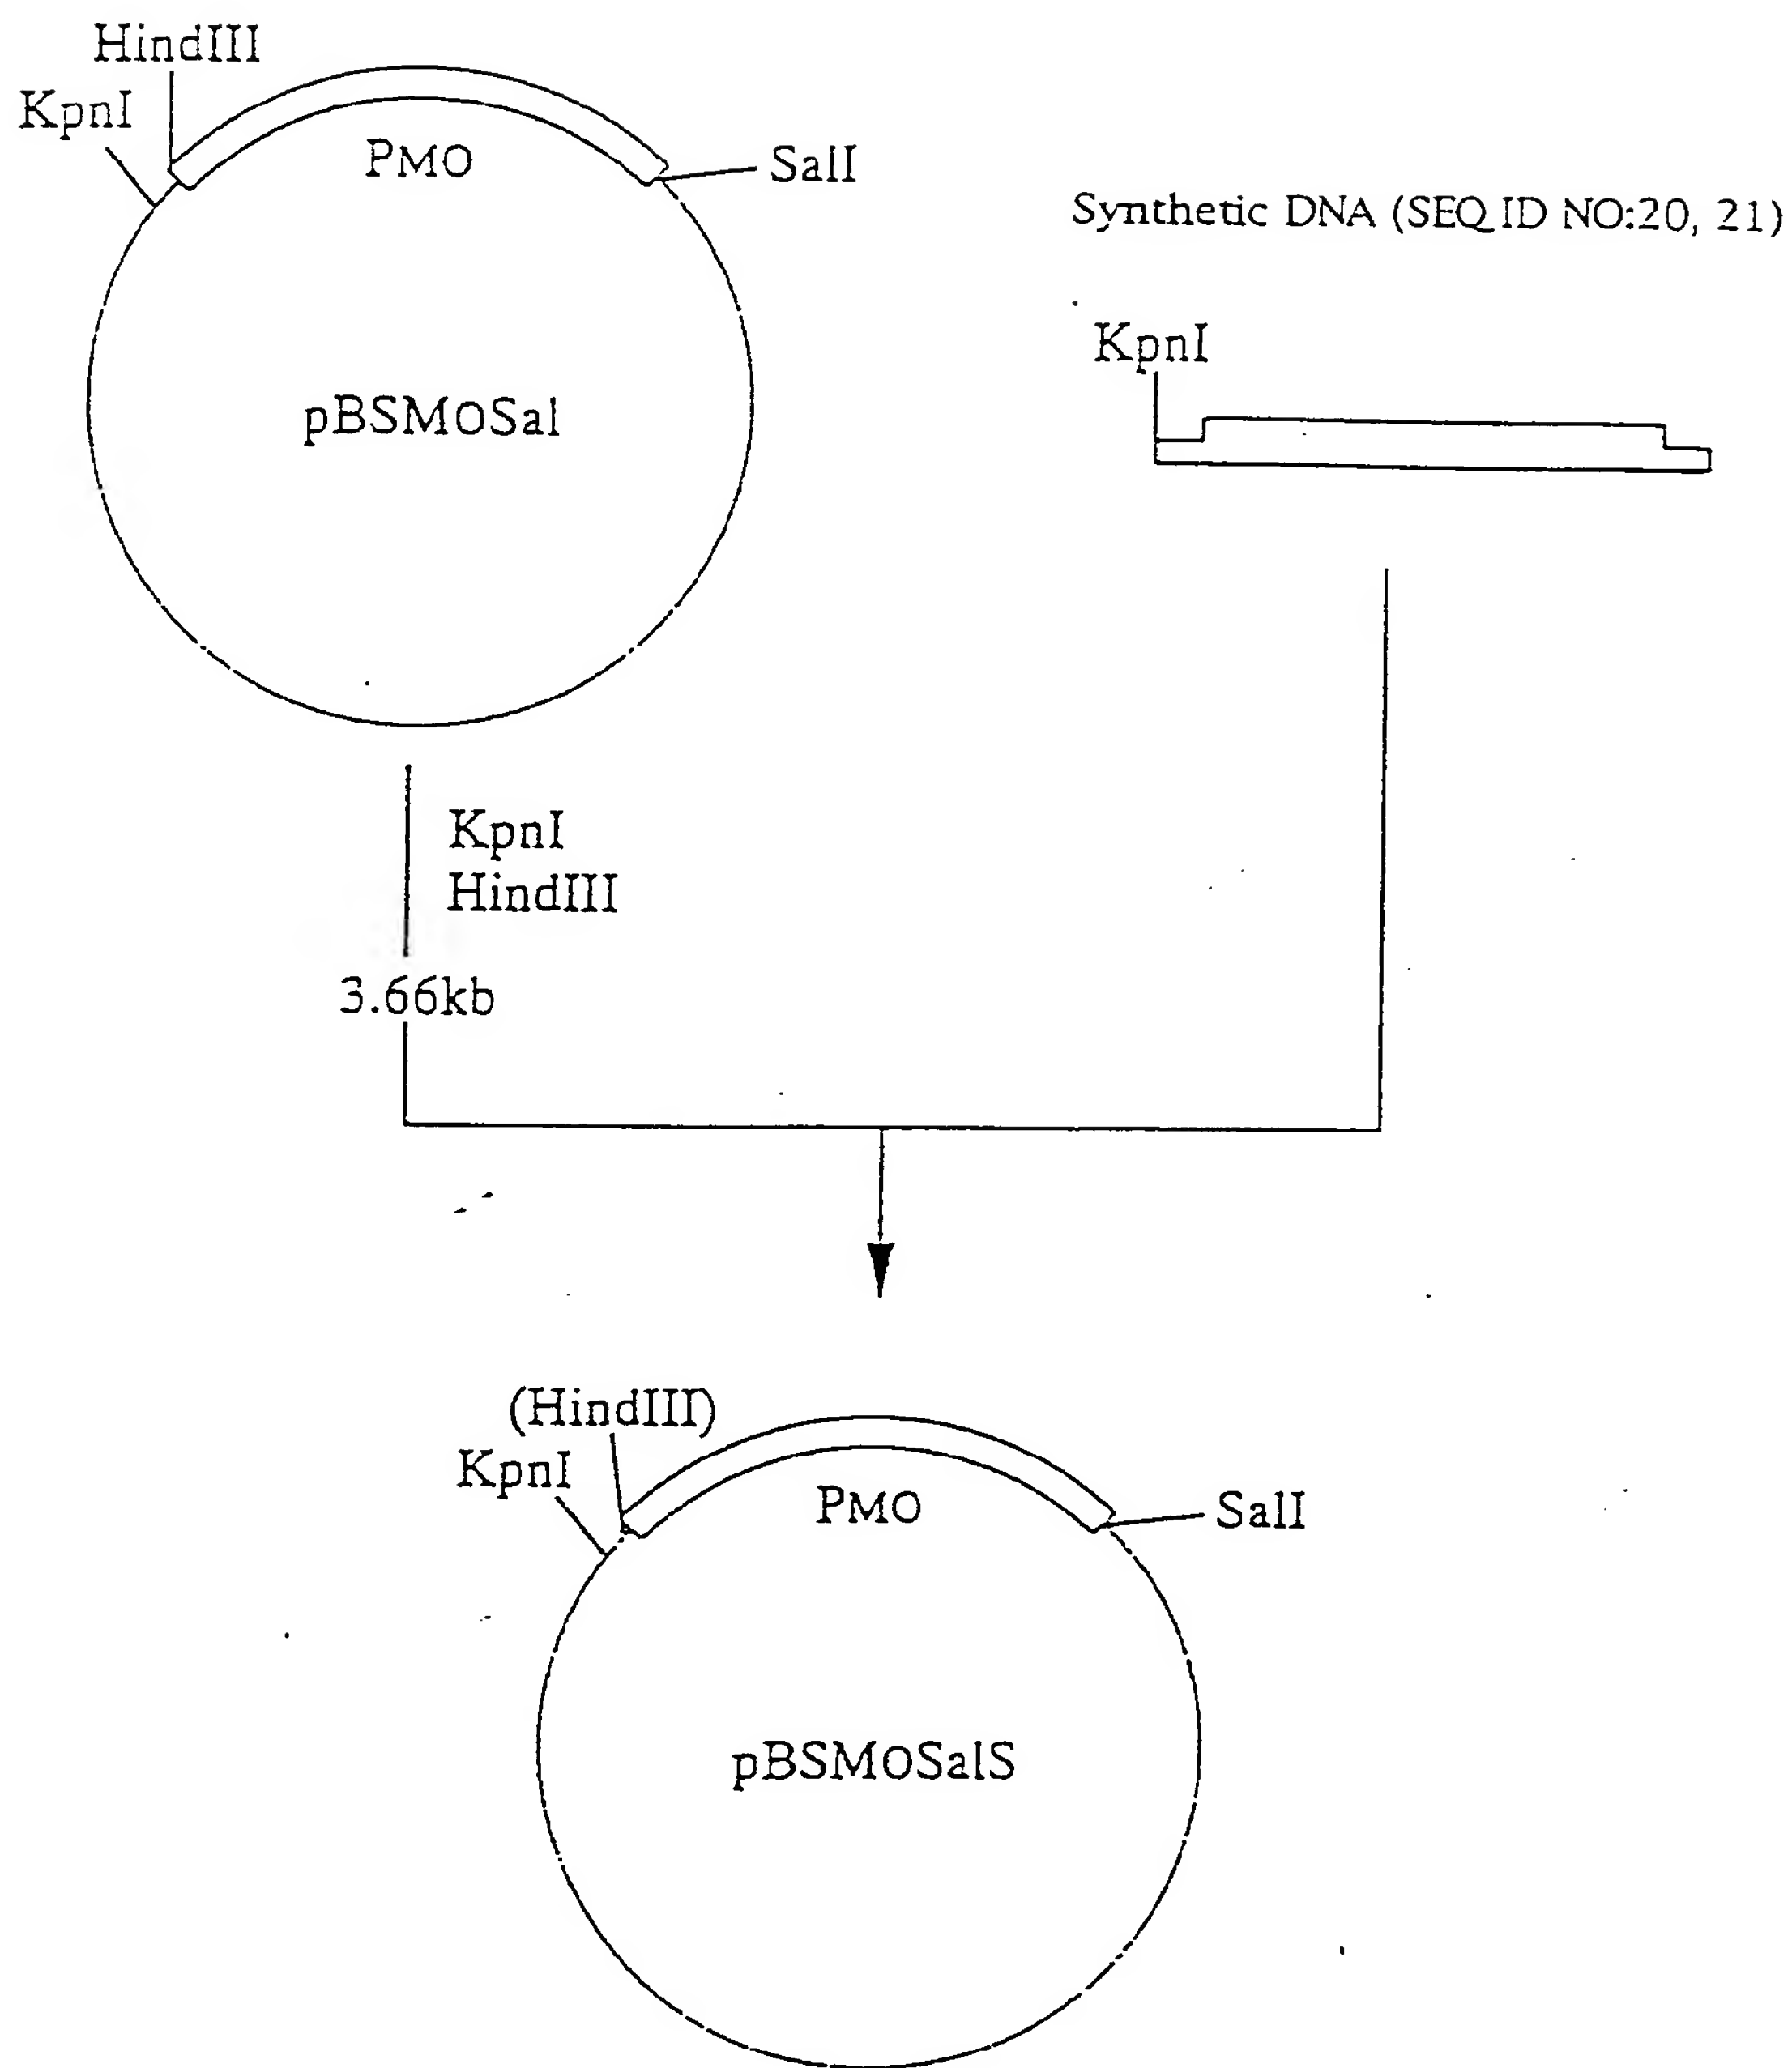 HindIII
KpnI
PMO
SalI
Synthetic DNA (SEQ ID NO:20, 21)
KpnI
pBSMOSal
KpnI
HindIII
3.66kb
(HindIII)
KpnI
PMO
SalI
pBSMOSalS